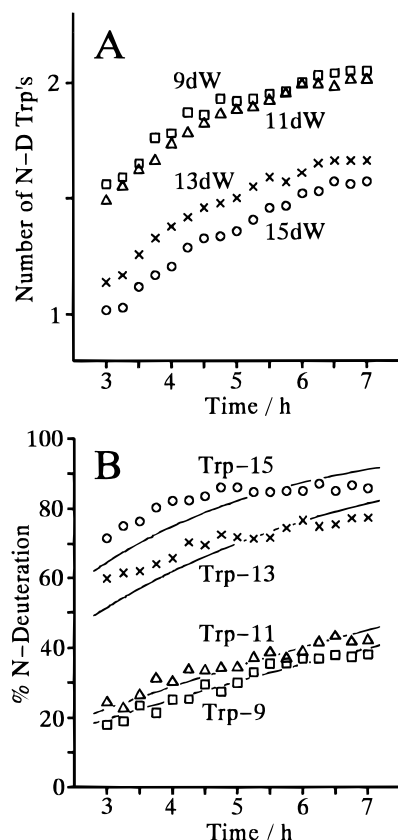 A
Number of N–D Trp's
2
1
9dW
11dW
13dW
15dW
3 4 5 6 7
Time / h
B
% N–Deuteration
100
80
60
40
20
0
Trp–15
Trp–13
Trp–11
Trp–9
3 4 5 6 7
Time / h